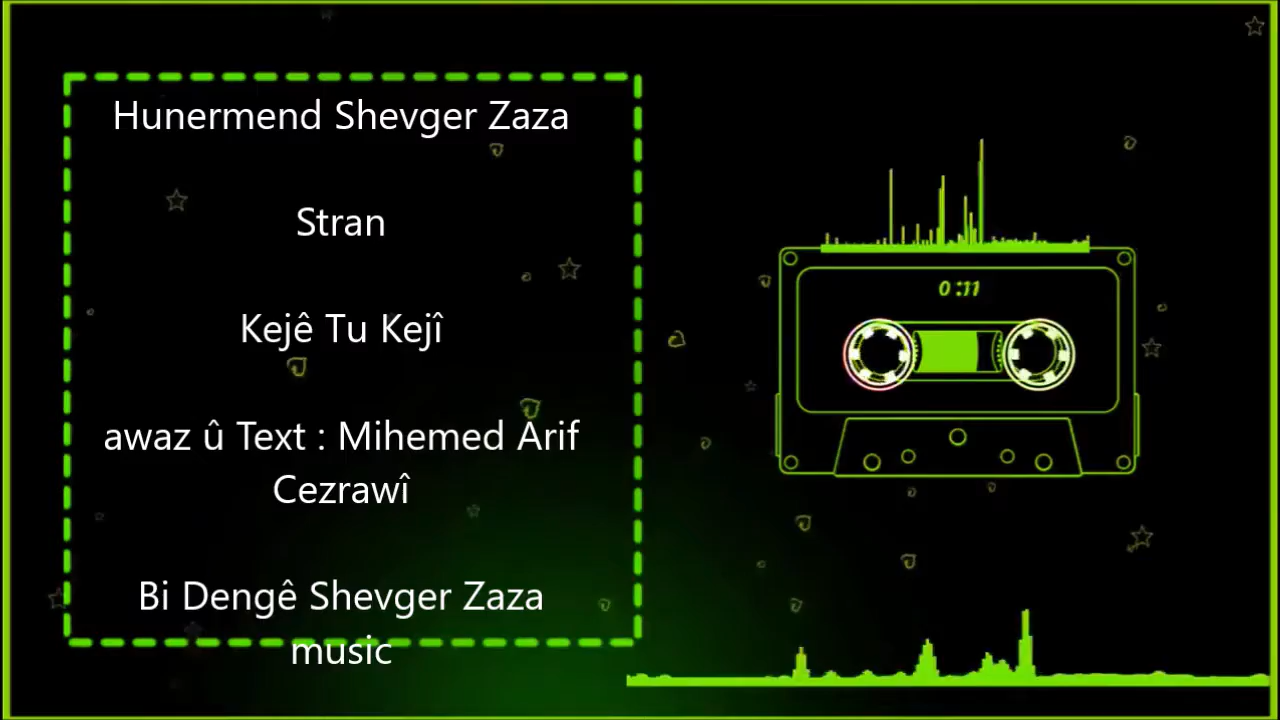 Hunermend Shevger Zaza
Stran
Kejê Tu Kejî
awaz û Text : Mihemed Arif
Cezrawî
Bi Dengê Shevger Zaza
music
0:11